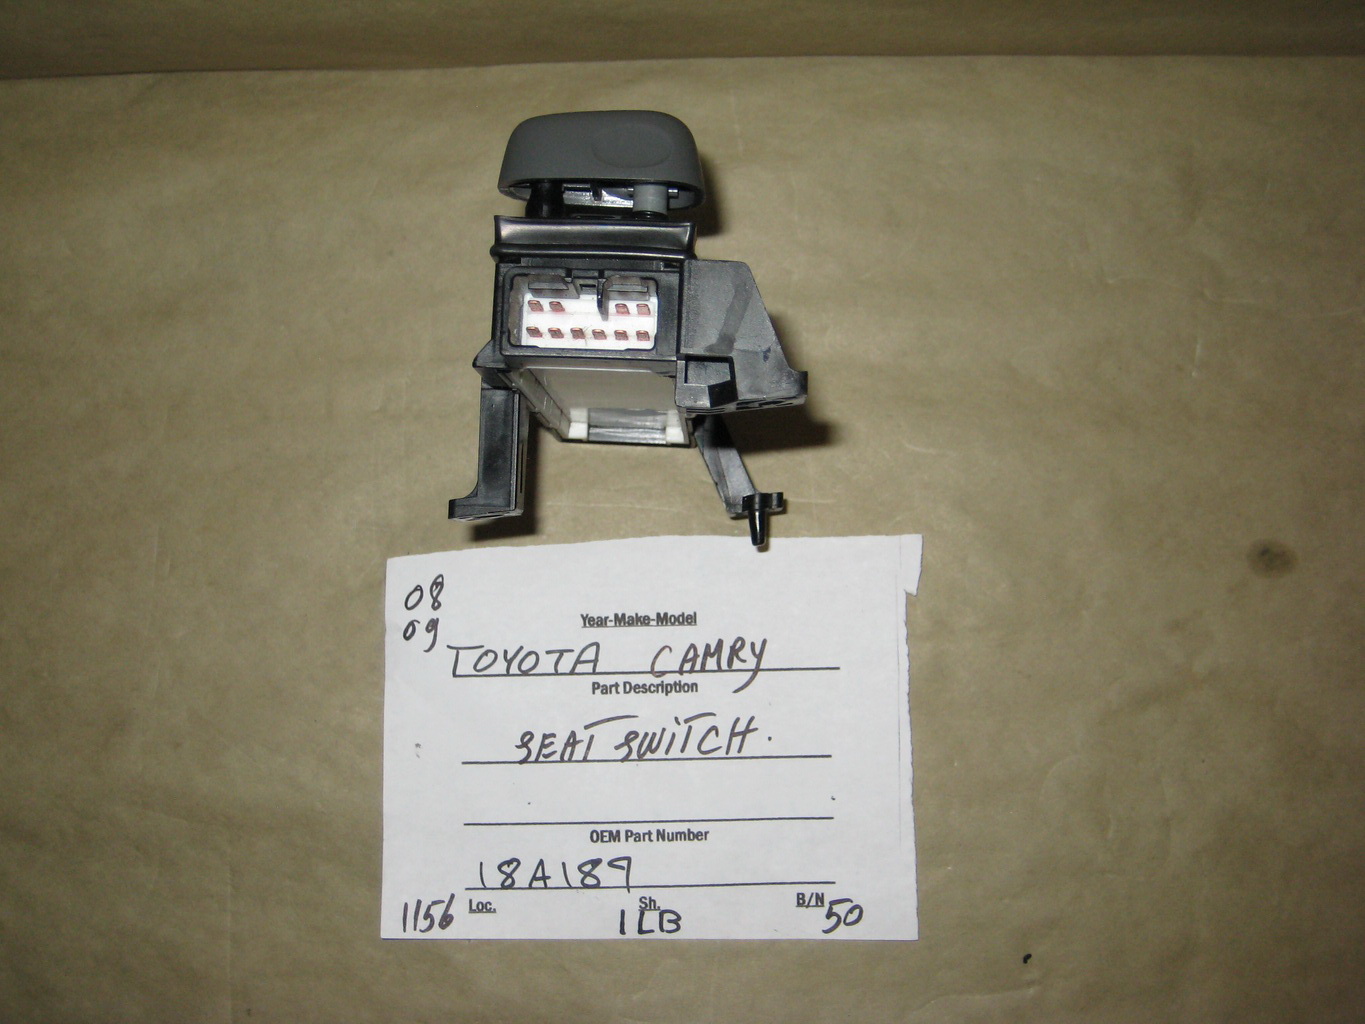 08
09
Year-Make-Model
TOYOTA CAMRY
Part Description
SEAT SWITCH.
OEM Part Number
18A189
1156 Loc. Sh. B/N 50
1LB